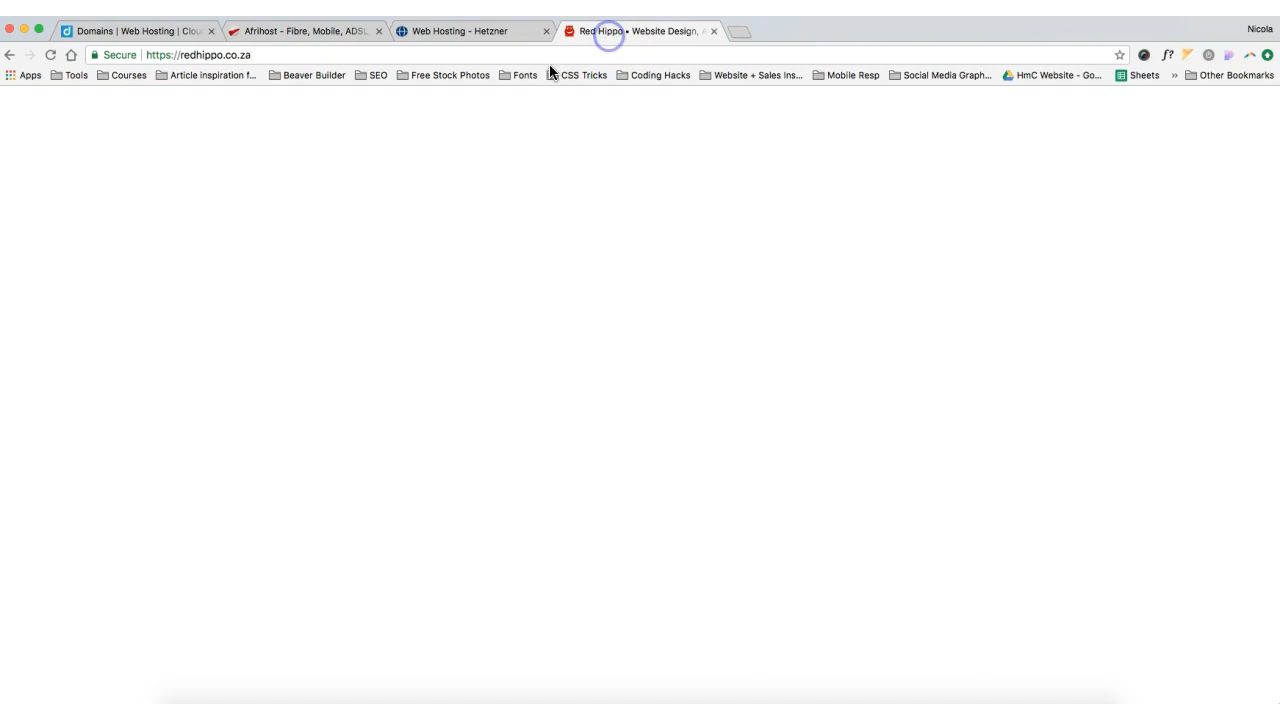 Domains | Web Hosting | Clou
Afrihost - Fibre, Mobile, ADSL
Web Hosting - Hetzner
Red Hippo • Website Design, A
Nicola
Secure
https://redhippo.co.za
f?
Apps
Tools
Courses
Article inspiration f...
Beaver Builder
SEO
Free Stock Photos
Fonts
CSS Tricks
Coding Hacks
Website + Sales Ins...
Mobile Resp
Social Media Graph...
HmC Website - Go...
Sheets
»
Other Bookmarks